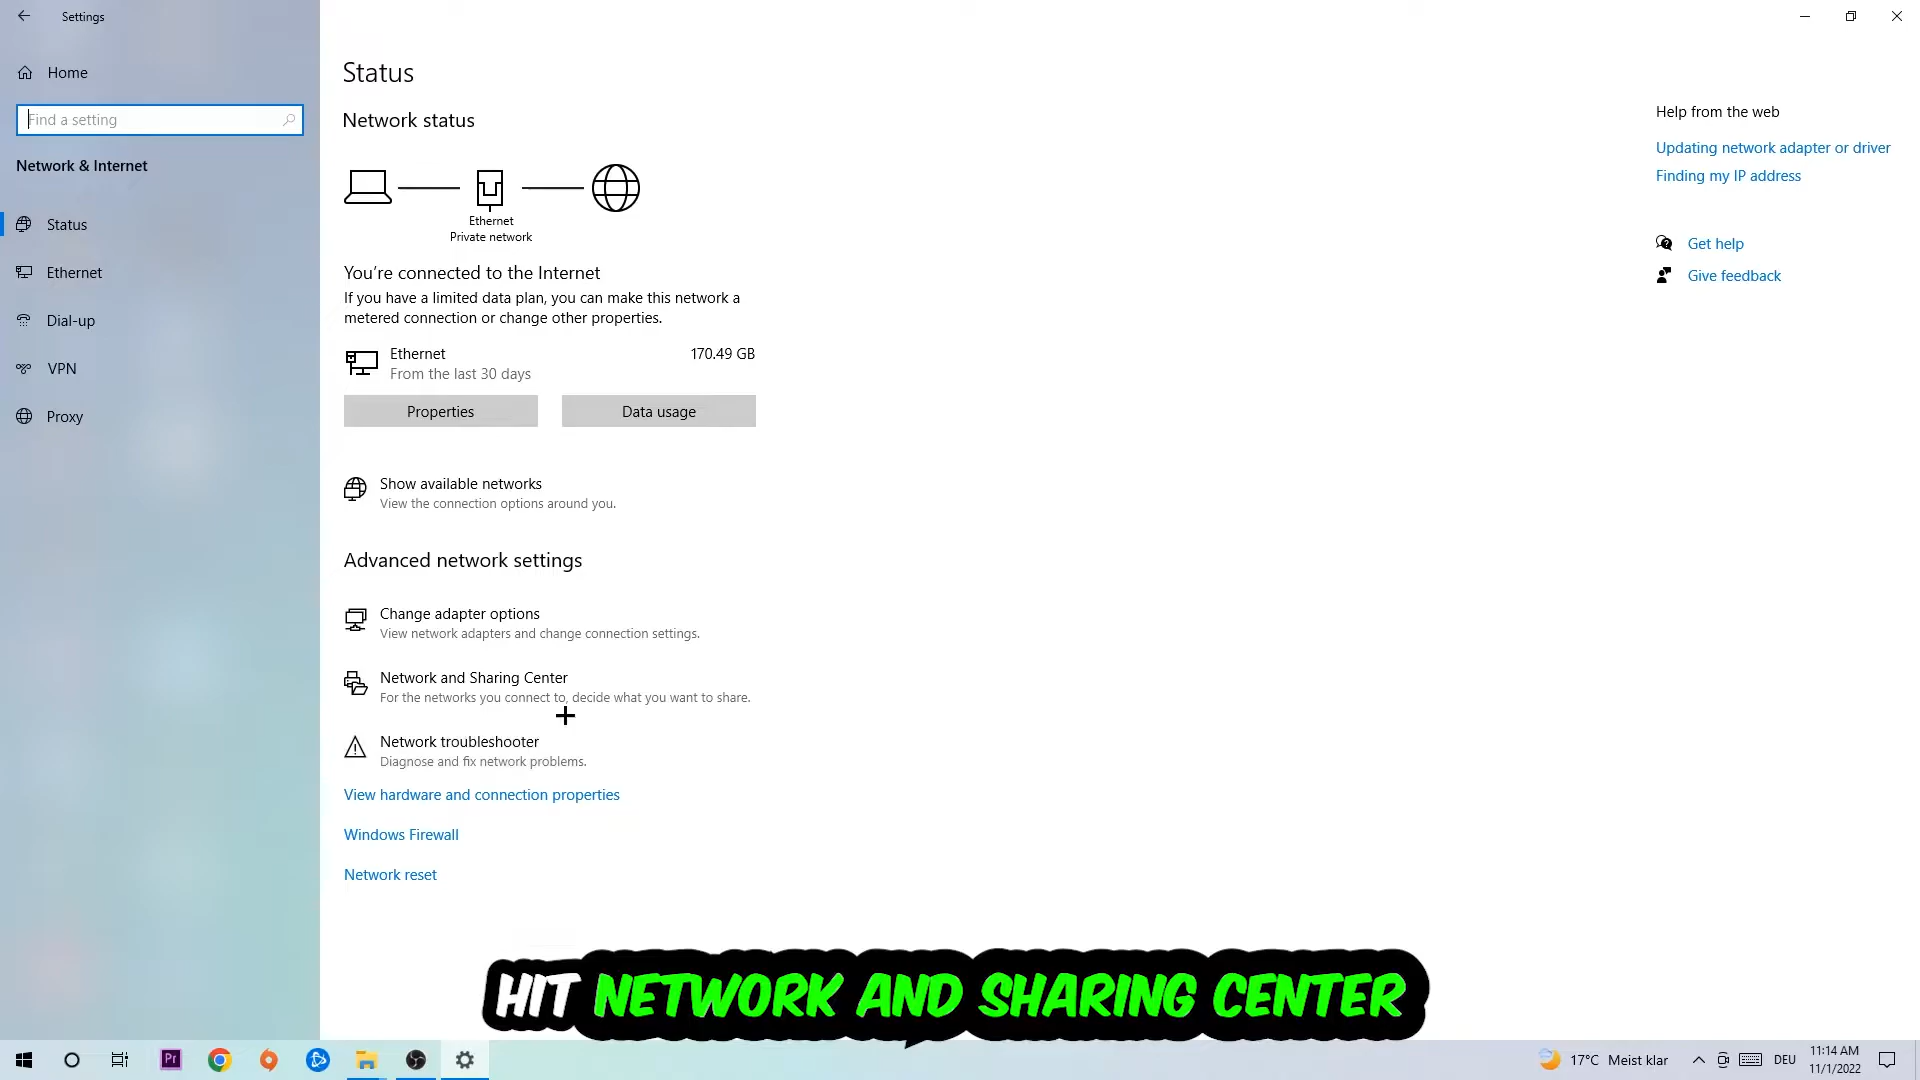 Settings
Home
Find a setting
Network & Internet
Status
Ethernet
Dial-up
VPN
Proxy
Status
Network status
Ethernet
Private network
You're connected to the Internet
If you have a limited data plan, you can make this network a
metered connection or change other properties.
Ethernet
170.49 GB
From the last 30 days
Properties
Data usage
Show available networks
View the connection options around you.
Advanced network settings
Change adapter options
View network adapters and change connection settings.
Network and Sharing Center
For the networks you connect to, decide what you want to share.
Network troubleshooter
Diagnose and fix network problems.
View hardware and connection properties
Windows Firewall
Network reset
Help from the web
Updating network adapter or driver
Finding my IP address
Get help
Give feedback
HIT NETWORK AND SHARING CENTER
Pr
17°C Meist klar
DEU
11:14 AM
11/1/2022